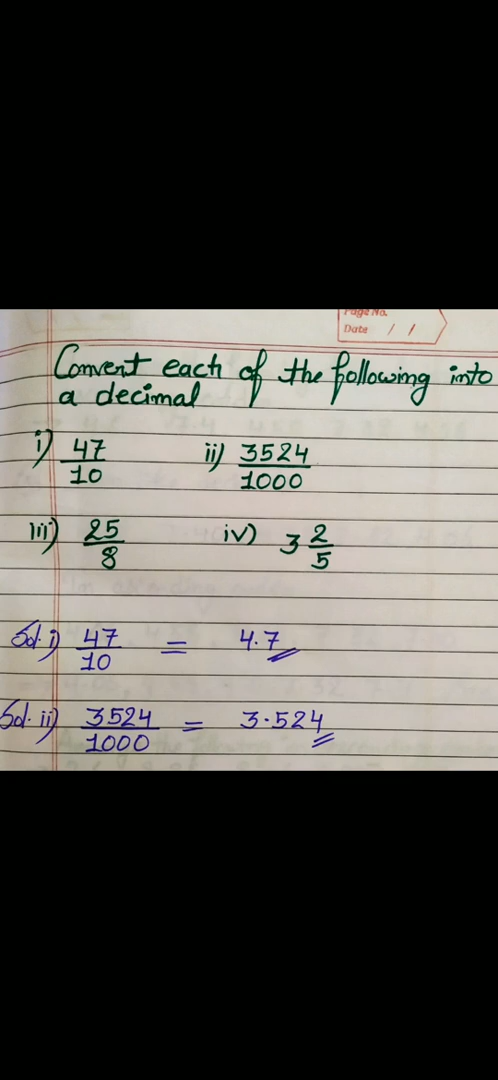 Page No.
Date / /
Convert each of the following into
a decimal
i) 47/10 ii) 3524/1000
iii) 25/8 iv) 3 2/5
Sol. i) 47/10 = 4.7
Sol. ii) 3524/1000 = 3.524